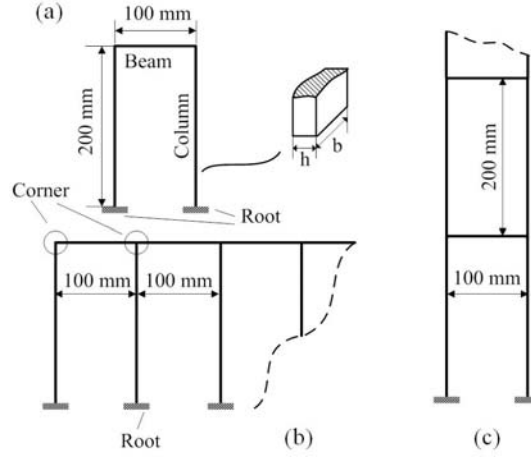 (a)
100 mm
Beam
200 mm
Column
h
b
Root
Corner
100 mm
100 mm
Root
(b)
200 mm
100 mm
(c)